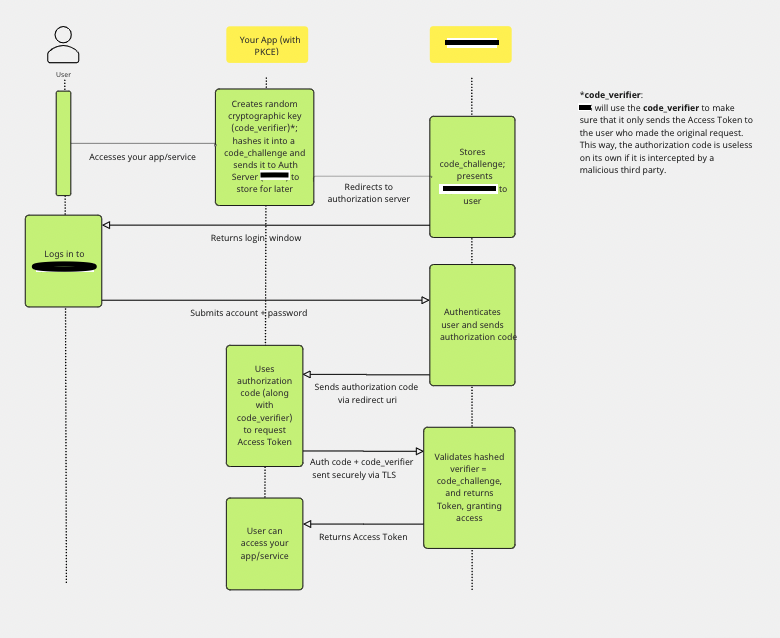 Your App (with
PKCE)
User
Creates random
cryptographic key
(code_verifier)*;
hashes it into a
code_challenge and
sends it to Auth
Server to
store for later
*code_verifier:
will use the code_verifier to make
sure that it only sends the Access Token to
the user who made the original request.
This way, the authorization code is useless
on its own if it is intercepted by a
malicious third party.
Accesses your app/service
Stores
code_challenge;
presents
to
user
Redirects to
authorization server
Returns login window
Logs in to
Submits account + password
Authenticates
user and sends
authorization code
Uses
authorization
code (along
with
code_verifier)
to request
Access Token
Sends authorization code
via redirect uri
Auth code + code_verifier
sent securely via TLS
Validates hashed
verifier =
code_challenge,
and returns
Token, granting
access
User can
access your
app/service
Returns Access Token